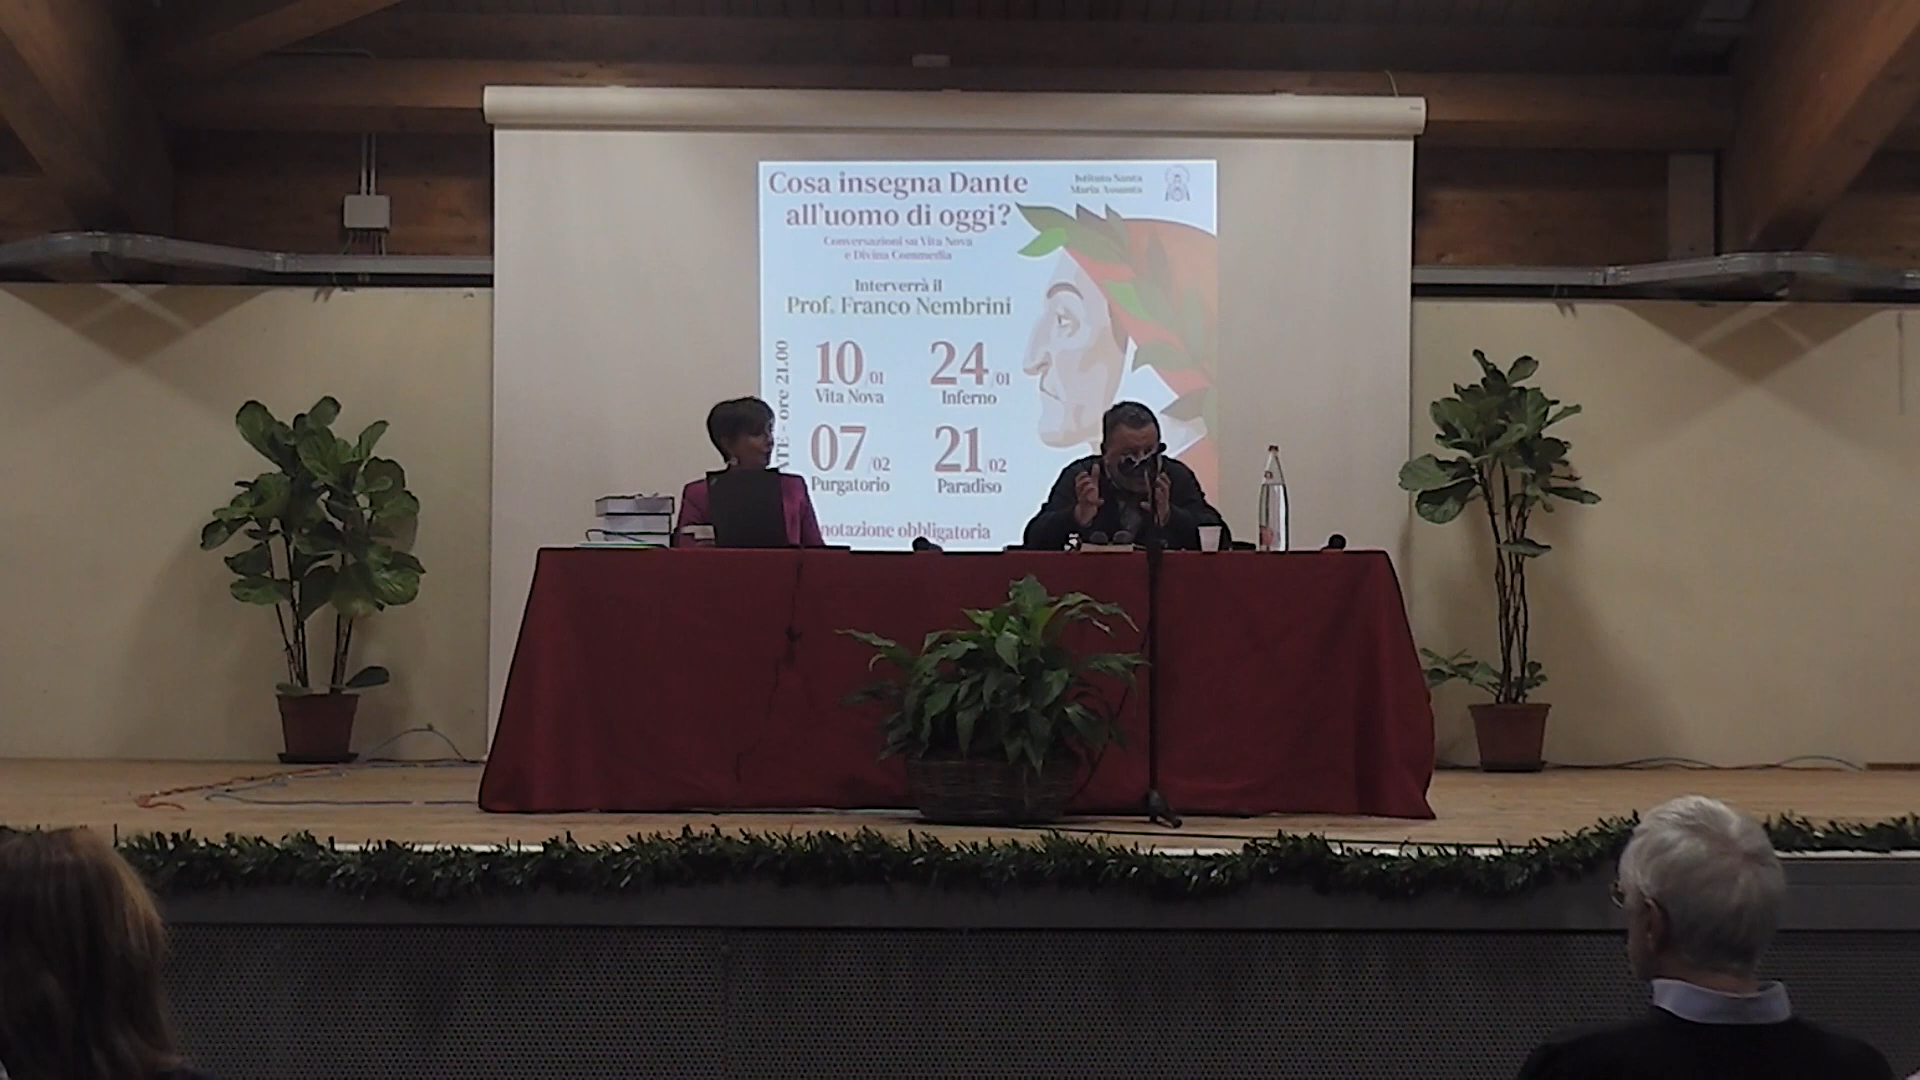 Cosa insegna Dante
all'uomo di oggi?
Istituto Santa
Maria Assunta
Conversazioni su Vita Nova
e Divina Commedia
Interverrà il
Prof. Franco Nembrini
10/01
Vita Nova
24/01
Inferno
07/02
Purgatorio
21/02
Paradiso
ore 21.00
obbligatoria